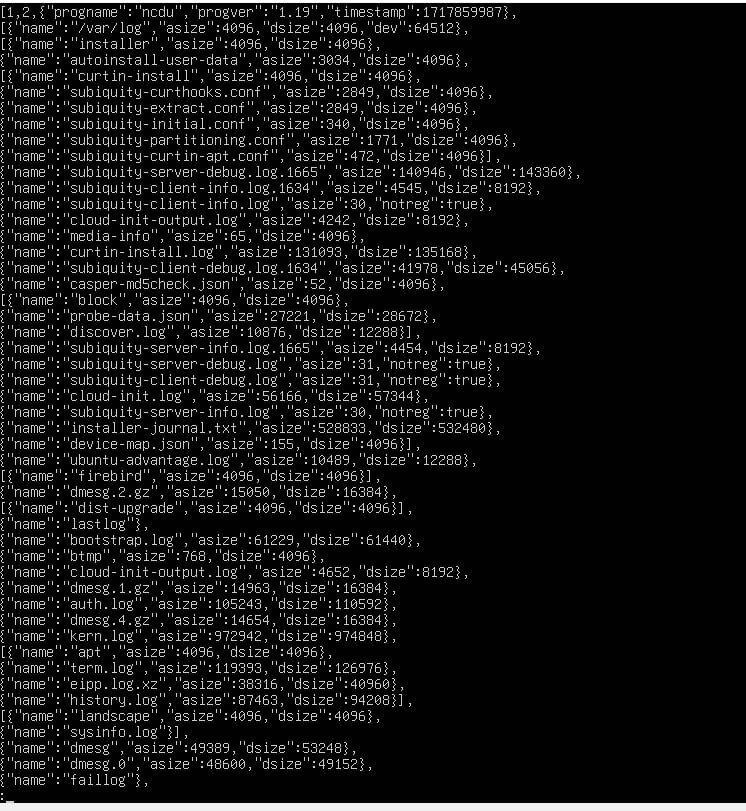 [1,2,{"progname":"ncdu","progver":"1.19","timestamp":1717859987},
[{"name":"/var/log","asize":4096,"dsize":4096,"dev":64512},
[{"name":"installer","asize":4096,"dsize":4096},
{"name":"autoinstall-user-data","asize":3034,"dsize":4096},
[{"name":"curtin-install","asize":4096,"dsize":4096},
{"name":"subiquity-curthooks.conf","asize":2849,"dsize":4096},
{"name":"subiquity-extract.conf","asize":2849,"dsize":4096},
{"name":"subiquity-initial.conf","asize":340,"dsize":4096},
{"name":"subiquity-partitioning.conf","asize":1771,"dsize":4096},
{"name":"subiquity-curtin-apt.conf","asize":472,"dsize":4096}],
{"name":"subiquity-server-debug.log.1665","asize":140946,"dsize":143360},
{"name":"subiquity-client-info.log.1634","asize":4545,"dsize":8192},
{"name":"subiquity-client-info.log","asize":30,"notreg":true},
{"name":"cloud-init-output.log","asize":4242,"dsize":8192},
{"name":"media-info","asize":65,"dsize":4096},
{"name":"curtin-install.log","asize":131093,"dsize":135168},
{"name":"subiquity-client-debug.log.1634","asize":41978,"dsize":45056},
{"name":"casper-md5check.json","asize":52,"dsize":4096},
[{"name":"block","asize":4096,"dsize":4096},
{"name":"probe-data.json","asize":27221,"dsize":28672},
{"name":"discover.log","asize":10876,"dsize":12288}],
{"name":"subiquity-server-info.log.1665","asize":4454,"dsize":8192},
{"name":"subiquity-server-debug.log","asize":31,"notreg":true},
{"name":"subiquity-client-debug.log","asize":31,"notreg":true},
{"name":"cloud-init.log","asize":56166,"dsize":57344},
{"name":"subiquity-server-info.log","asize":30,"notreg":true},
{"name":"installer-journal.txt","asize":528833,"dsize":532480},
{"name":"device-map.json","asize":155,"dsize":4096}],
{"name":"ubuntu-advantage.log","asize":10489,"dsize":12288},
[{"name":"firebird","asize":4096,"dsize":4096}],
{"name":"dmesg.2.gz","asize":15050,"dsize":16384},
[{"name":"dist-upgrade","asize":4096,"dsize":4096}],
{"name":"lastlog"},
{"name":"bootstrap.log","asize":61229,"dsize":61440},
{"name":"btmp","asize":768,"dsize":4096},
{"name":"cloud-init-output.log","asize":4652,"dsize":8192},
{"name":"dmesg.1.gz","asize":14963,"dsize":16384},
{"name":"auth.log","asize":105243,"dsize":110592},
{"name":"dmesg.4.gz","asize":14654,"dsize":16384},
{"name":"kern.log","asize":972942,"dsize":974848},
[{"name":"apt","asize":4096,"dsize":4096},
{"name":"term.log","asize":119393,"dsize":126976},
{"name":"eipp.log.xz","asize":38316,"dsize":40960},
{"name":"history.log","asize":87463,"dsize":94208}],
[{"name":"landscape","asize":4096,"dsize":4096},
{"name":"sysinfo.log"}],
{"name":"dmesg","asize":49389,"dsize":53248},
{"name":"dmesg.0","asize":48600,"dsize":49152},
{"name":"faillog"},
: